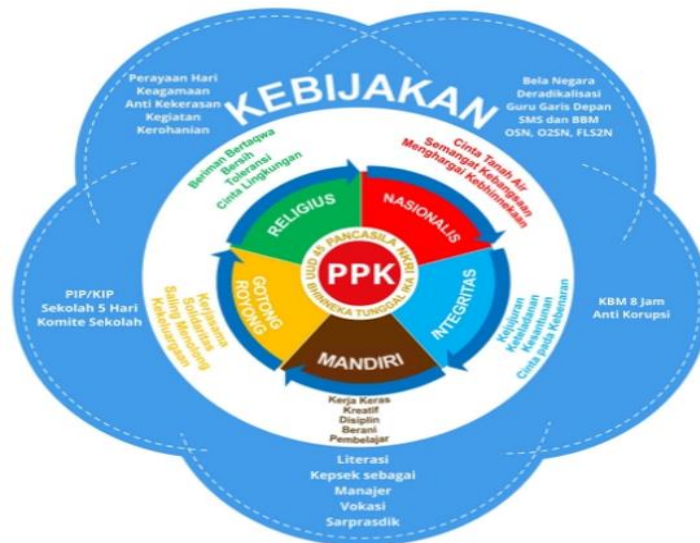 KEBIJAKAN
Perayaan Hari
Keagamaan
Anti Kekerasan
Kegiatan
Kerohanian
Bela Negara
Deradikalisasi
Guru Garis Depan
SMS dan BBM
OSN, O2SN, FLS2N
Beriman Bertaqwa
Bersih
Toleransi
Cinta Lingkungan
Cinta Tanah Air
Semangat Kebangsaan
Menghargai Kebhinnekaan
RELIGIUS
NASIONALIS
UUD 45 PANCASILA NKRI
PPK
BHINNEKA TUNGGAL IKA
GOTONG
ROYONG
INTEGRITAS
MANDIRI
PIP/KIP
Sekolah 5 Hari
Komite Sekolah
Kerjasama
Solidaritas
Saling Menolong
Kekeluargaan
Kejujuran
Keteladanan
Kesantunan
Cinta pada Kebenaran
KBM 8 Jam
Anti Korupsi
Kerja Keras
Kreatif
Disiplin
Berani
Pembelajar
Literasi
Kepsek sebagai
Manajer
Vokasi
Sarprasdik